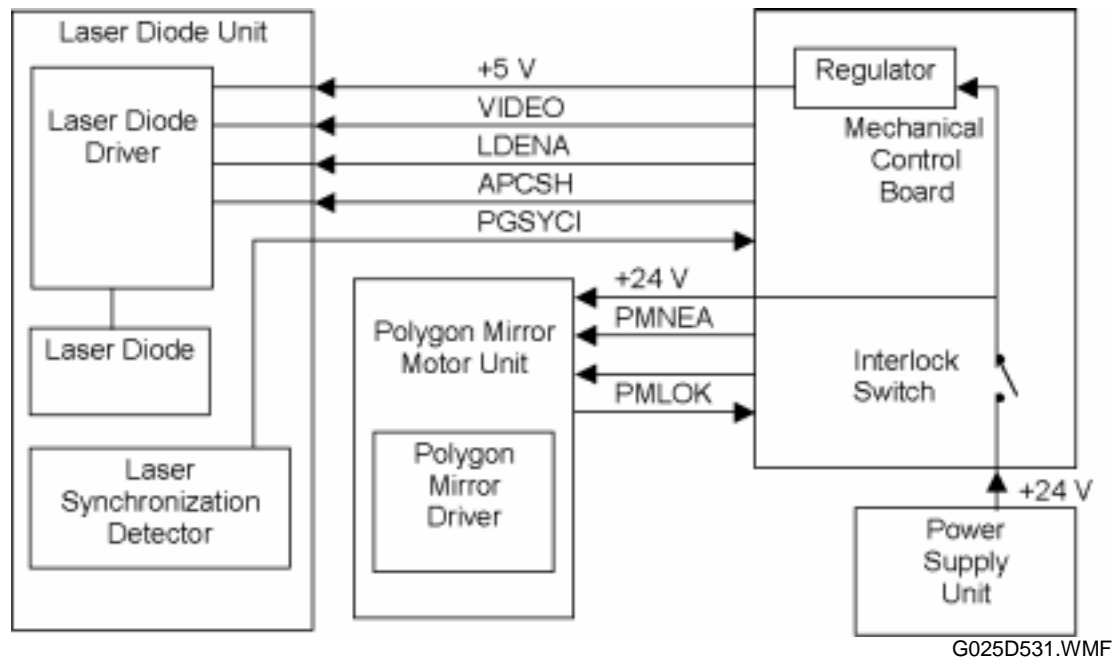 Laser Diode Unit
Laser Diode
Driver
Laser Diode
Laser
Synchronization
Detector
+5 V
VIDEO
LDENA
APCSH
PGSYCI
Regulator
Mechanical
Control
Board
+24 V
PMNEA
PMLOK
Polygon Mirror
Motor Unit
Polygon
Mirror
Driver
Interlock
Switch
+24 V
Power
Supply
Unit
G025D531.WMF